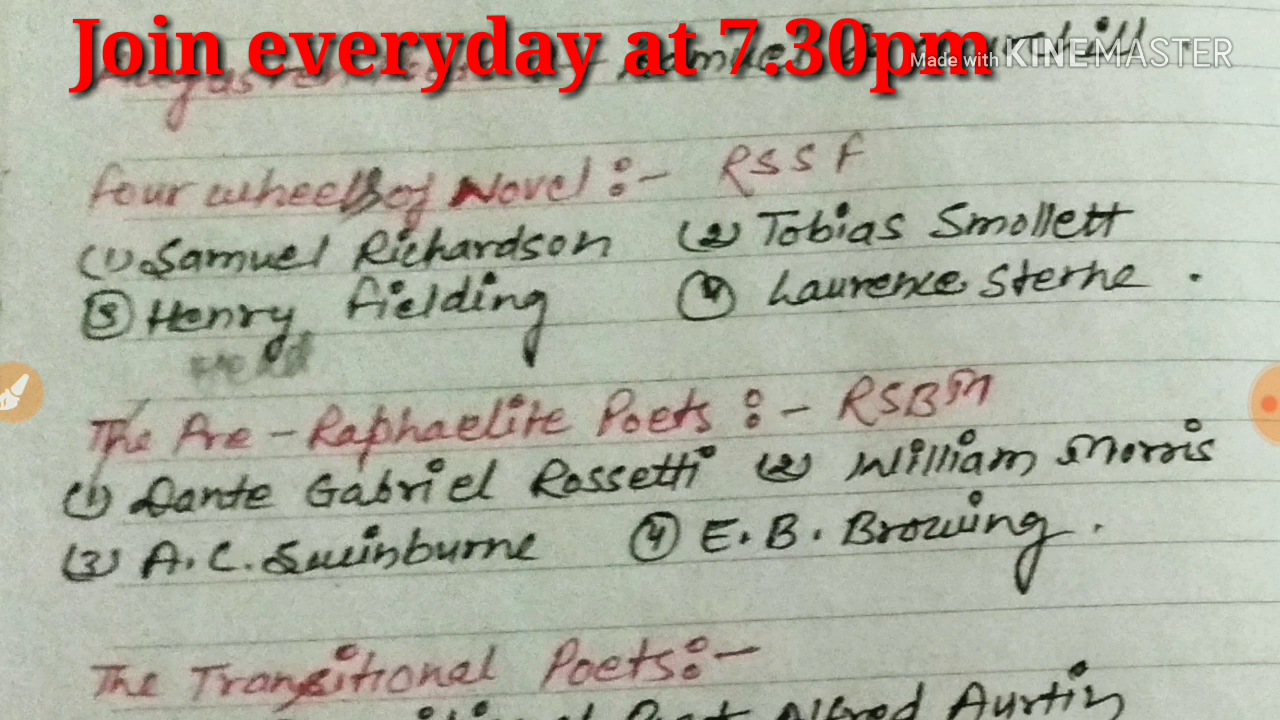 Join everyday at 7.30pm
Made with KINEMASTER
four wheels of Novel :- RSSF
(1) Samuel Richardson (2) Tobias Smollett
(3) Henry fielding (4) Laurence Sterne .
The Pre-Raphaelite Poets :- RSBM
(1) Dante Gabriel Rossetti (2) William Morris
(3) A.C. Swinburne (4) E.B. Browing .
The Transitional Poets :-
Poet Alfred Austin